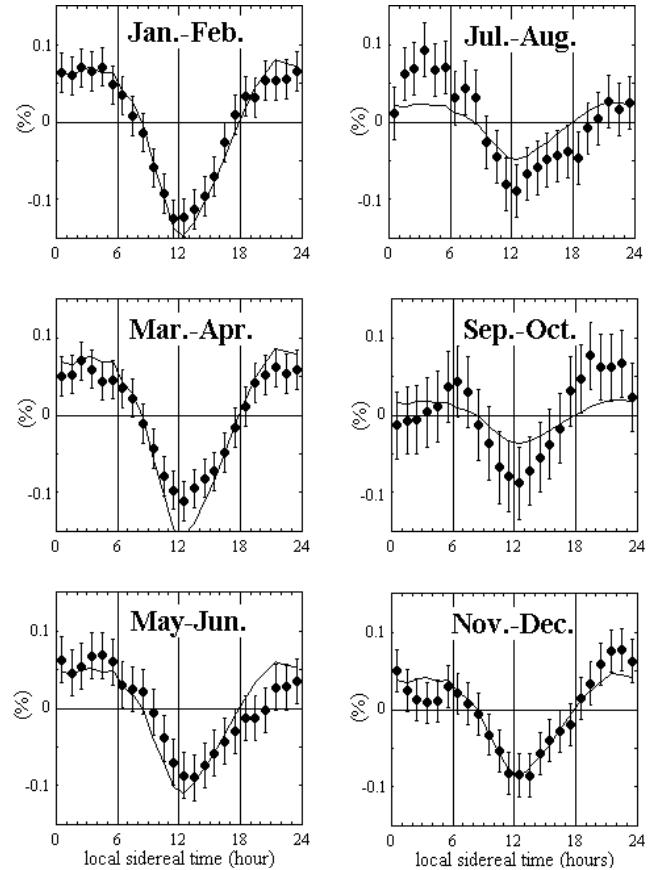 Jan.-Feb.
0.1
0
-0.1
(%)
0 6 12 18 24
Jul.-Aug.
0.1
0
-0.1
(%)
0 6 12 18 24
Mar.-Apr.
0.1
0
-0.1
(%)
0 6 12 18 24
Sep.-Oct.
0.1
0
-0.1
(%)
0 6 12 18 24
May-Jun.
0.1
0
-0.1
(%)
0 6 12 18 24
local sidereal time (hour)
Nov.-Dec.
0.1
0
-0.1
(%)
0 6 12 18 24
local sidereal time (hours)